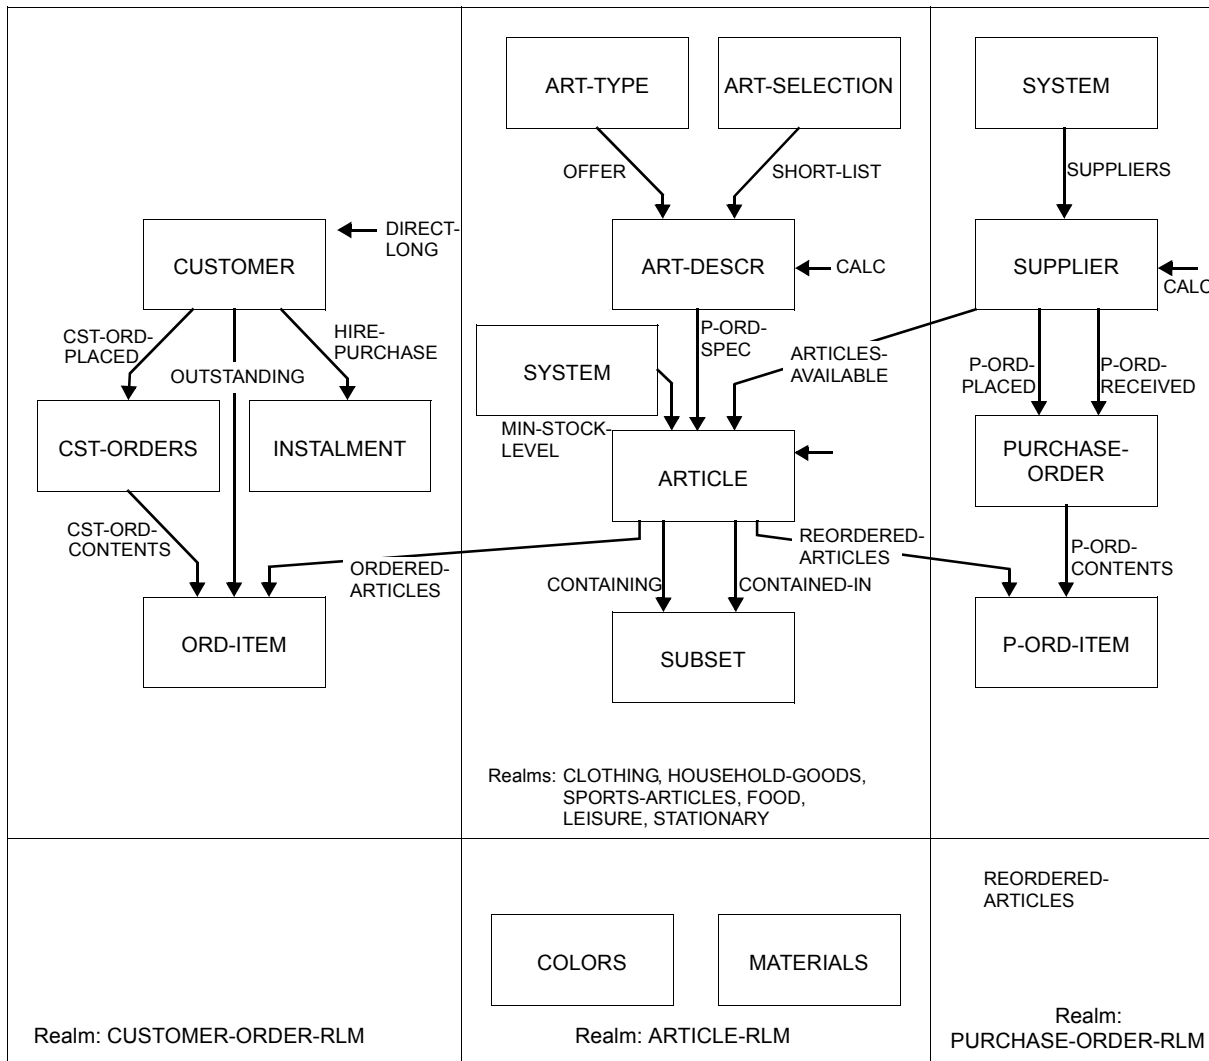 ART-TYPE
ART-SELECTION
SYSTEM
OFFER
SHORT-LIST
SUPPLIERS
DIRECT-
LONG
CUSTOMER
ART-DESCR
CALC
SUPPLIER
CALC
CST-ORD-
PLACED
HIRE-
PURCHASE
OUTSTANDING
P-ORD-
SPEC
SYSTEM
ARTICLES-
AVAILABLE
P-ORD-
PLACED
P-ORD-
RECEIVED
CST-ORDERS
INSTALMENT
MIN-STOCK-
LEVEL
ARTICLE
PURCHASE-
ORDER
CST-ORD-
CONTENTS
ORDERED-
ARTICLES
CONTAINING
CONTAINED-IN
REORDERED-
ARTICLES
P-ORD-
CONTENTS
ORD-ITEM
SUBSET
P-ORD-ITEM
Realms: CLOTHING, HOUSEHOLD-GOODS,
SPORTS-ARTICLES, FOOD,
LEISURE, STATIONARY
REORDERED-
ARTICLES
COLORS
MATERIALS
Realm: CUSTOMER-ORDER-RLM
Realm: ARTICLE-RLM
Realm:
PURCHASE-ORDER-RLM